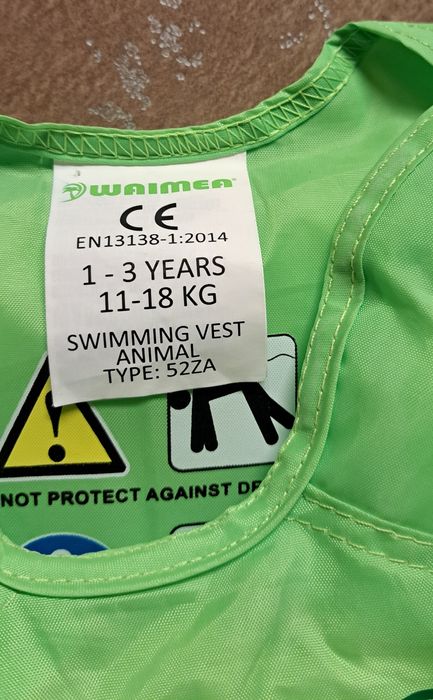 WAIMEA
CE
EN13138-1:2014
1 - 3 YEARS
11-18 KG
SWIMMING VEST
ANIMAL
TYPE: 52ZA
NOT PROTECT AGAINST